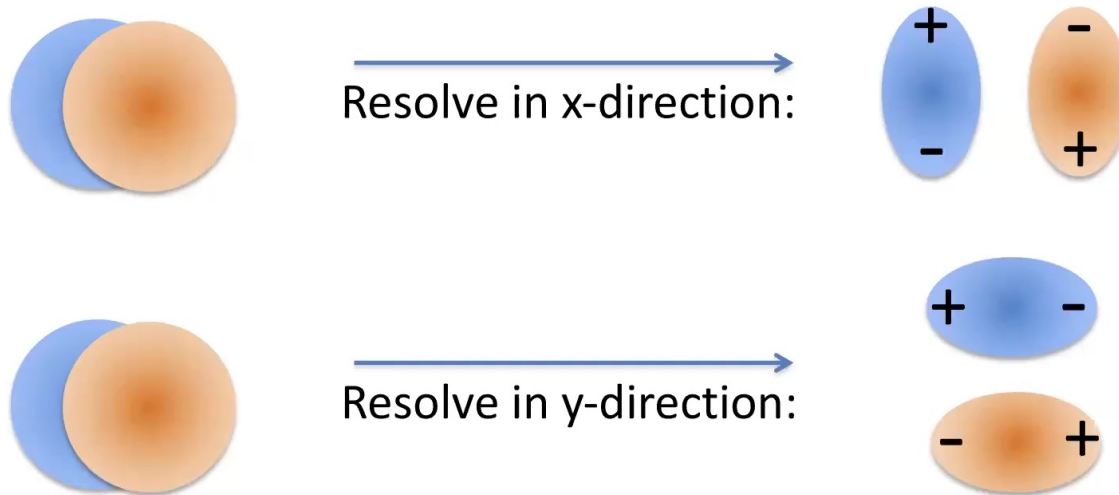 + -
Resolve in x-direction:
- +
+ -
Resolve in y-direction:
- +